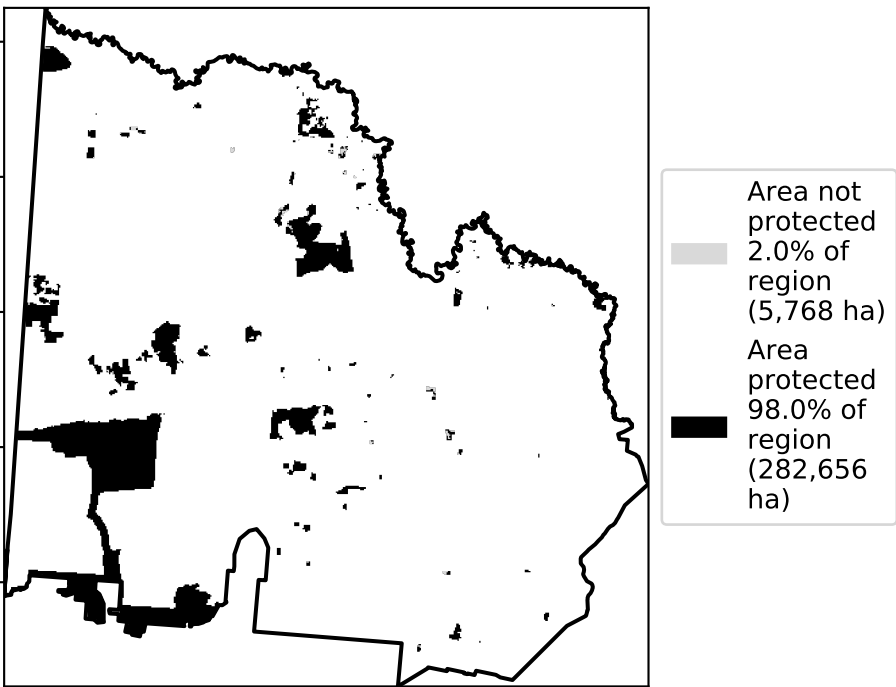 Area not
protected
2.0% of
region
(5,768 ha)
Area
protected
98.0% of
region
(282,656
ha)